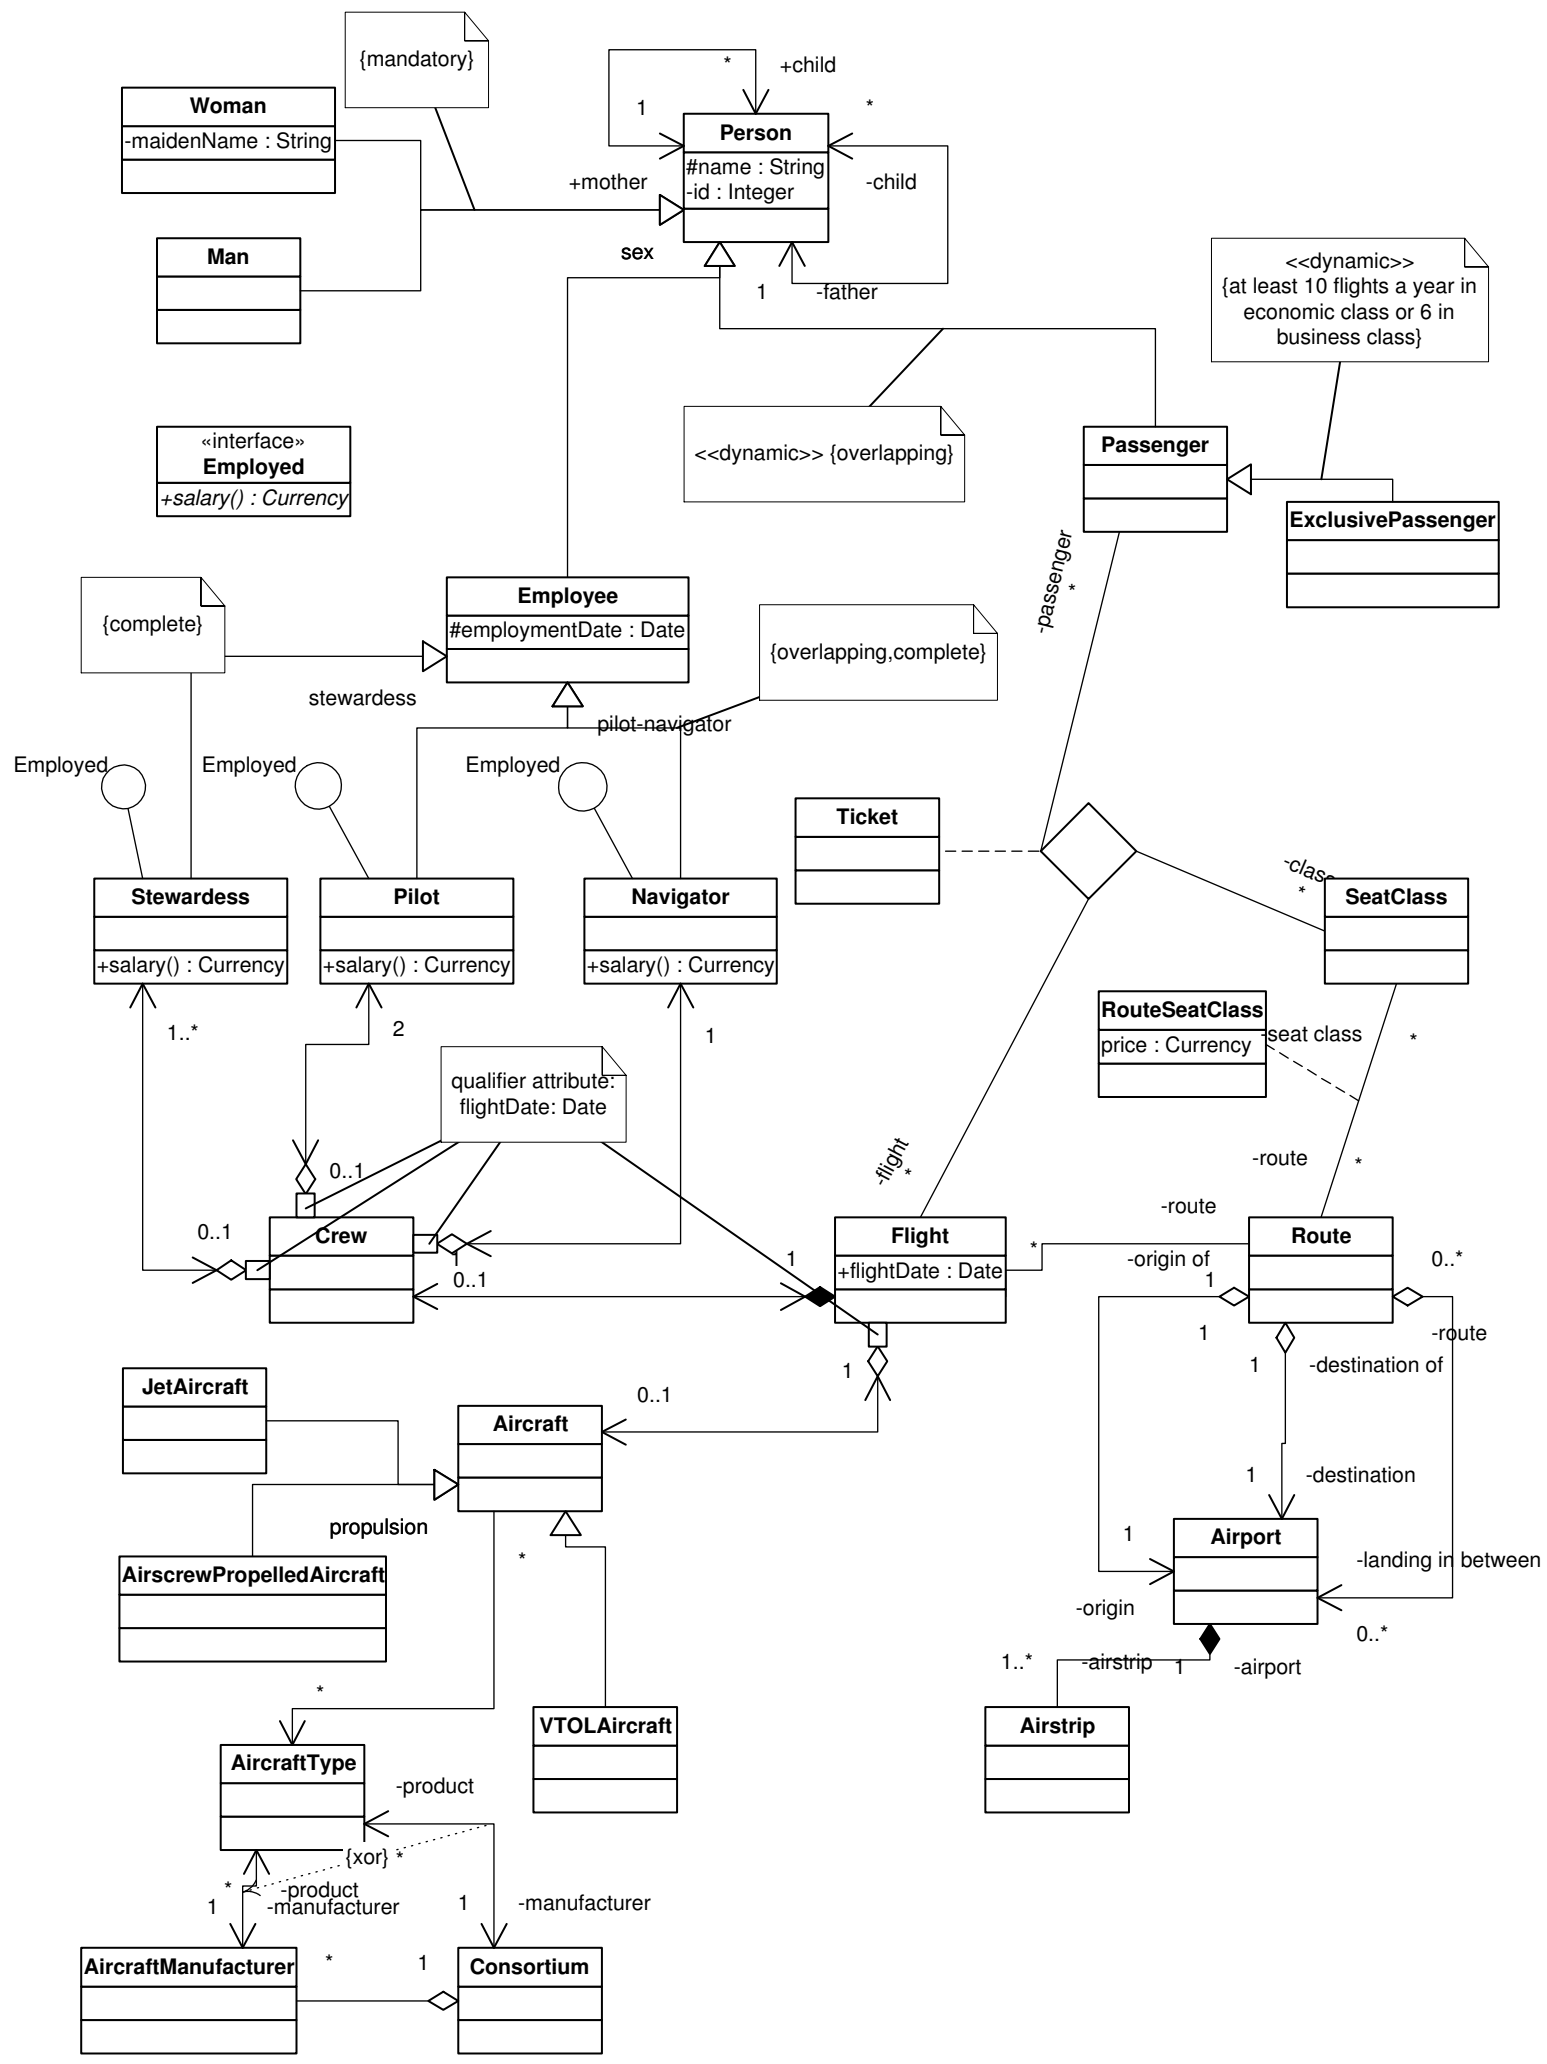 {mandatory}
*
+child
Woman
-maidenName : String
1
*
Person
#name : String
-id : Integer
+mother
-child
Man
sex
1
-father
<<dynamic>>
{at least 10 flights a year in
economic class or 6 in
business class}
«interface»
Employed
+salary() : Currency
<<dynamic>> {overlapping}
Passenger
ExclusivePassenger
-passenger
*
{complete}
Employee
#employmentDate : Date
{overlapping,complete}
stewardess
pilot-navigator
Employed
Employed
Employed
Ticket
-class
*
Stewardess
+salary() : Currency
Pilot
+salary() : Currency
Navigator
+salary() : Currency
SeatClass
1..*
2
1
RouteSeatClass
price : Currency
-seat class
*
qualifier attribute:
flightDate: Date
-flight
*
-route
*
0..1
0..1
Crew
1
0..1
1
Flight
+flightDate : Date
*
-route
Route
-origin of
1
0..*
1
1
-destination of
-route
JetAircraft
Aircraft
0..1
1
1
-destination
propulsion
*
AirscrewPropelledAircraft
1
Airport
-landing in between
-origin
0..*
1..*
-airstrip
1
-airport
*
VTOLAircraft
Airstrip
AircraftType
-product
{xor}
*
*
-product
1
-manufacturer
1
-manufacturer
AircraftManufacturer
*
1
Consortium